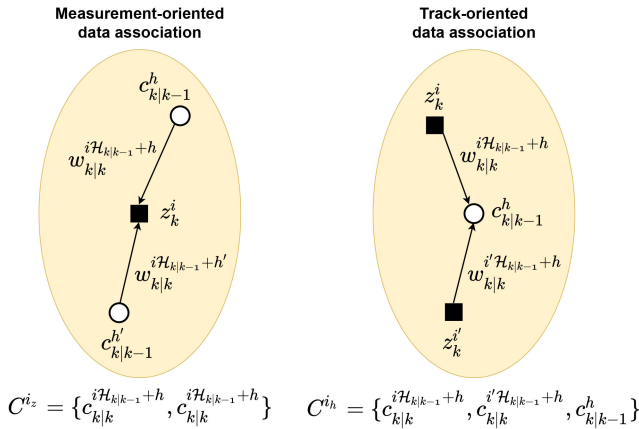 Measurement-oriented
data association
c^h_{k|k-1}
w^{i\mathcal{H}_{k|k-1}+h}_{k|k}
z^i_k
w^{i\mathcal{H}_{k|k-1}+h'}_{k|k}
c^{h'}_{k|k-1}
C^{i_z} = \{c^{i\mathcal{H}_{k|k-1}+h}_{k|k}, c^{i\mathcal{H}_{k|k-1}+h}_{k|k}\}
Track-oriented
data association
z^i_k
w^{i\mathcal{H}_{k|k-1}+h}_{k|k}
c^h_{k|k-1}
w^{i'\mathcal{H}_{k|k-1}+h}_{k|k}
z^{i'}_k
C^{i_h} = \{c^{i\mathcal{H}_{k|k-1}+h}_{k|k}, c^{i'\mathcal{H}_{k|k-1}+h}_{k|k}, c^h_{k|k-1}\}